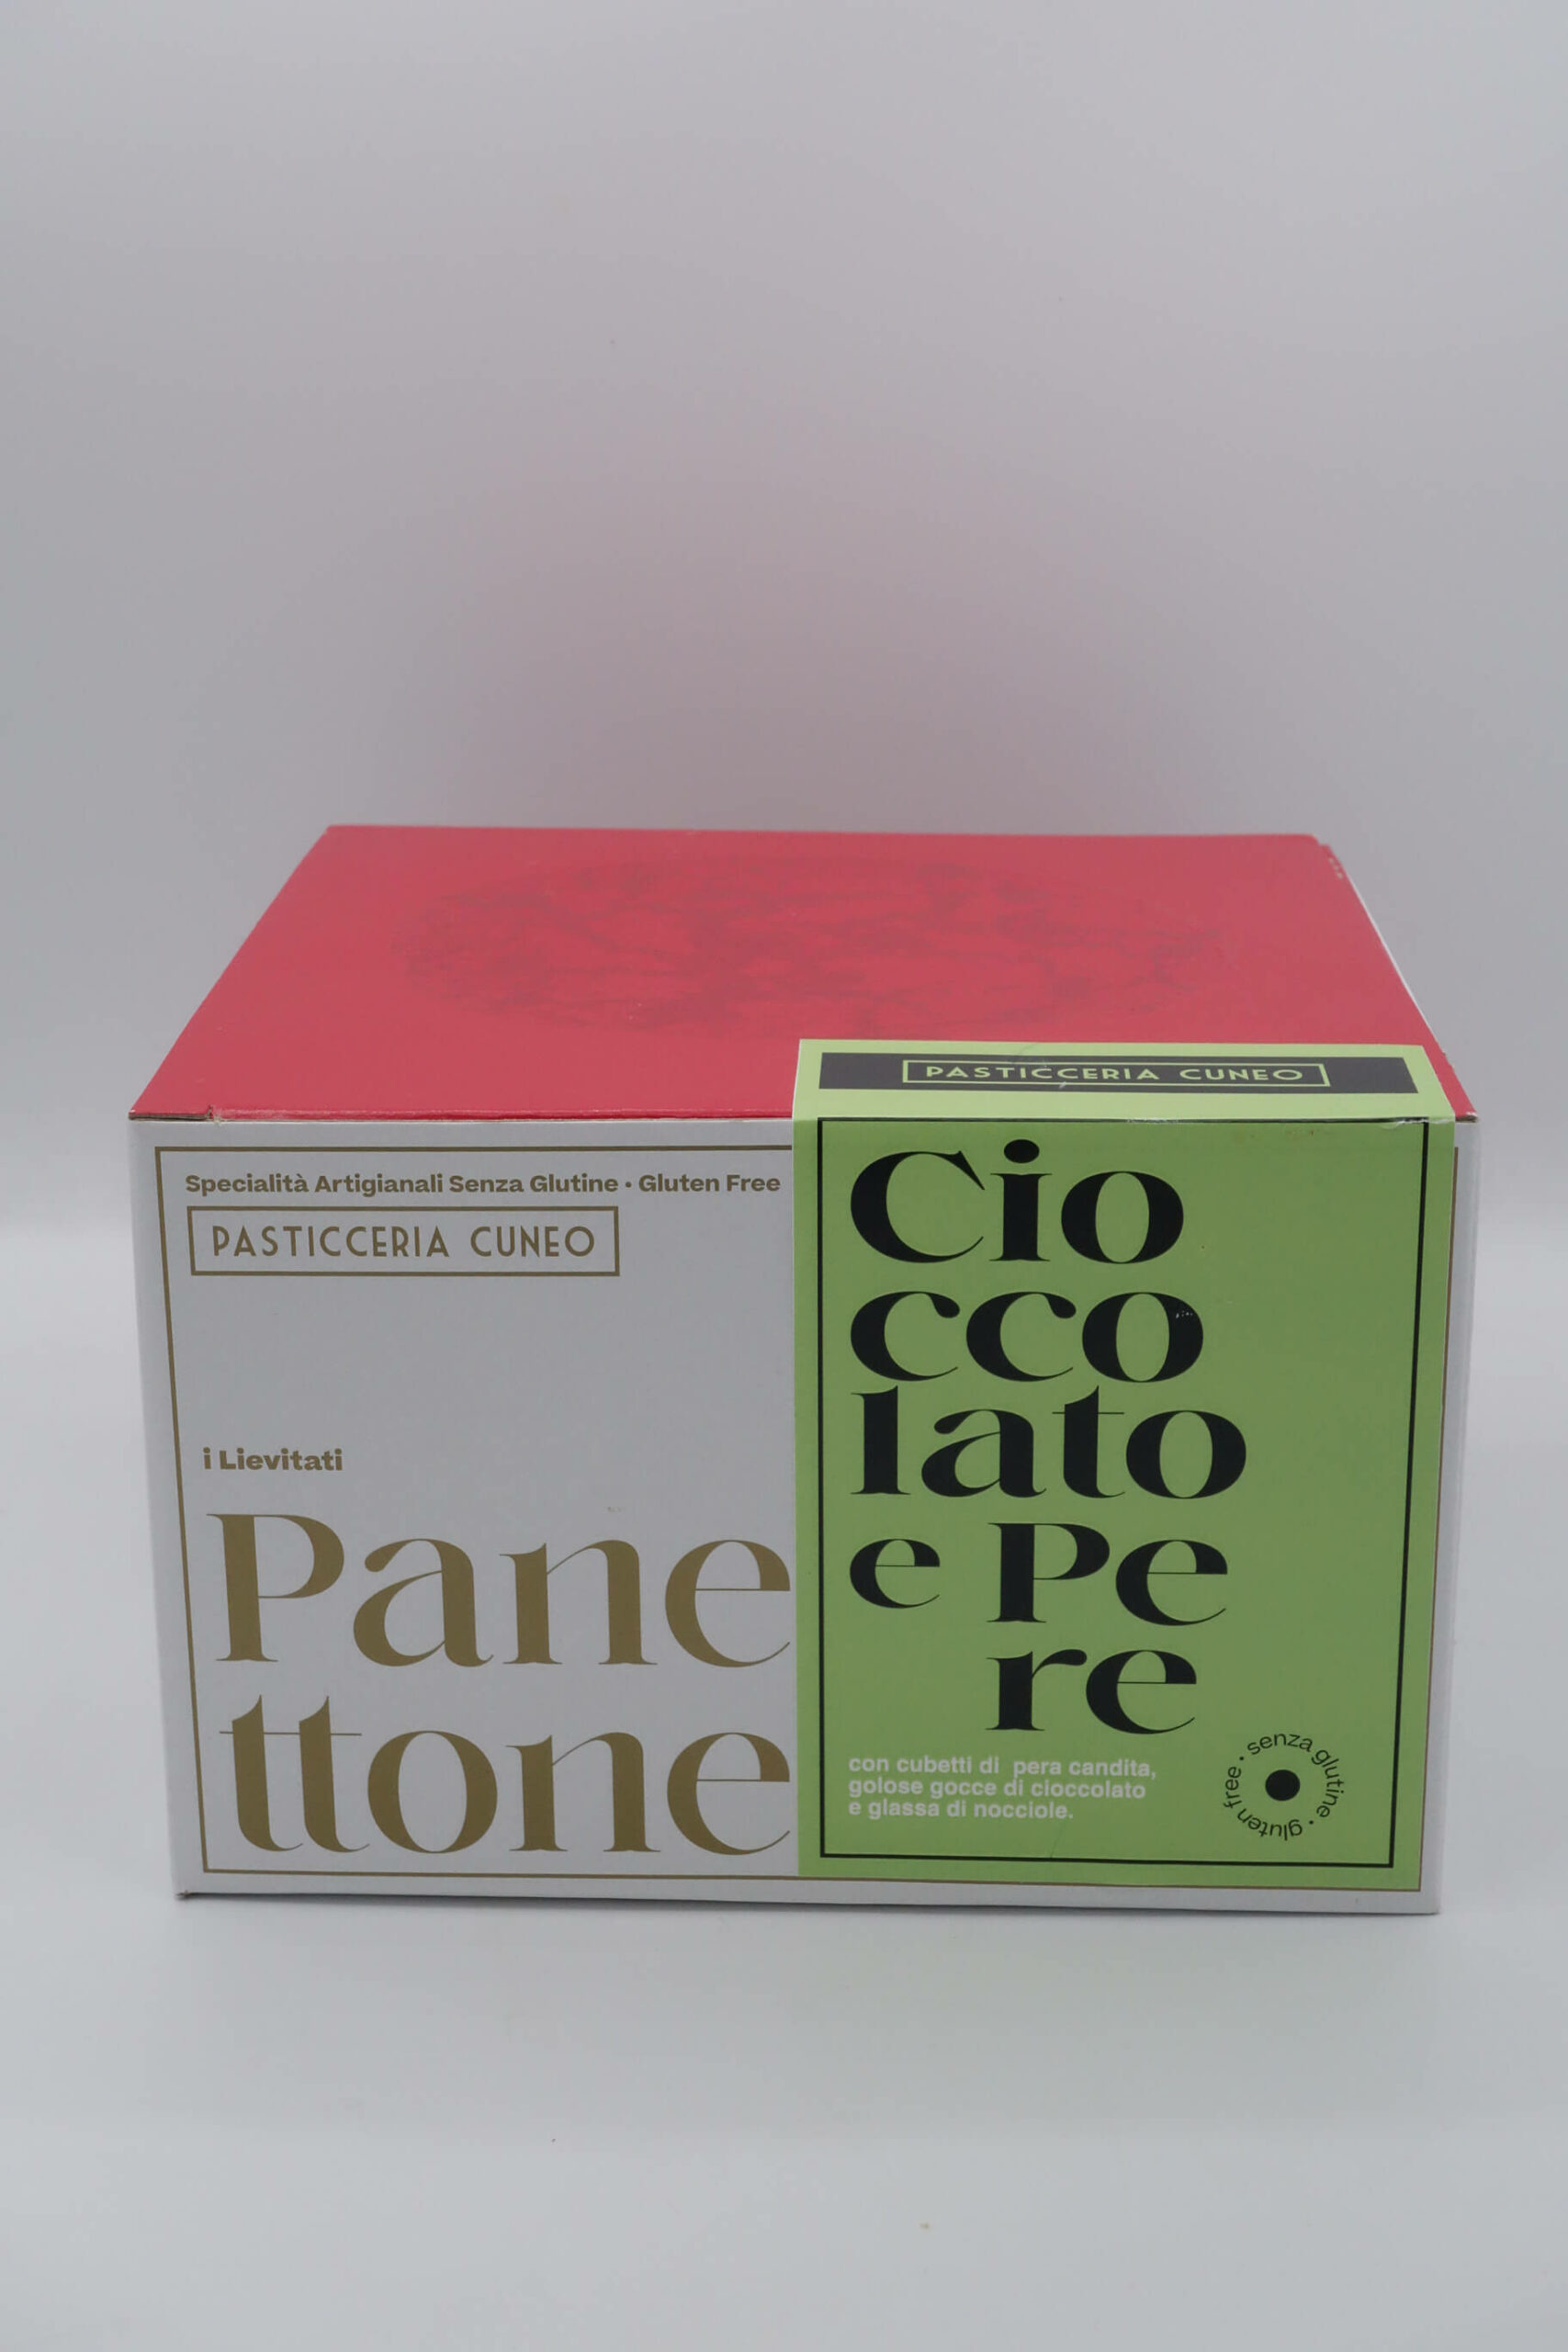 PASTICCERIA CUNEO
Specialità Artigianali Senza Glutine • Gluten Free
PASTICCERIA CUNEO
i Lievitati
Pane
ttone
Cio
cco
lato
e Pe
re
con cubetti di pera candita,
golose gocce di cioccolato
e glassa di nocciole.
senza glutine • gluten free •